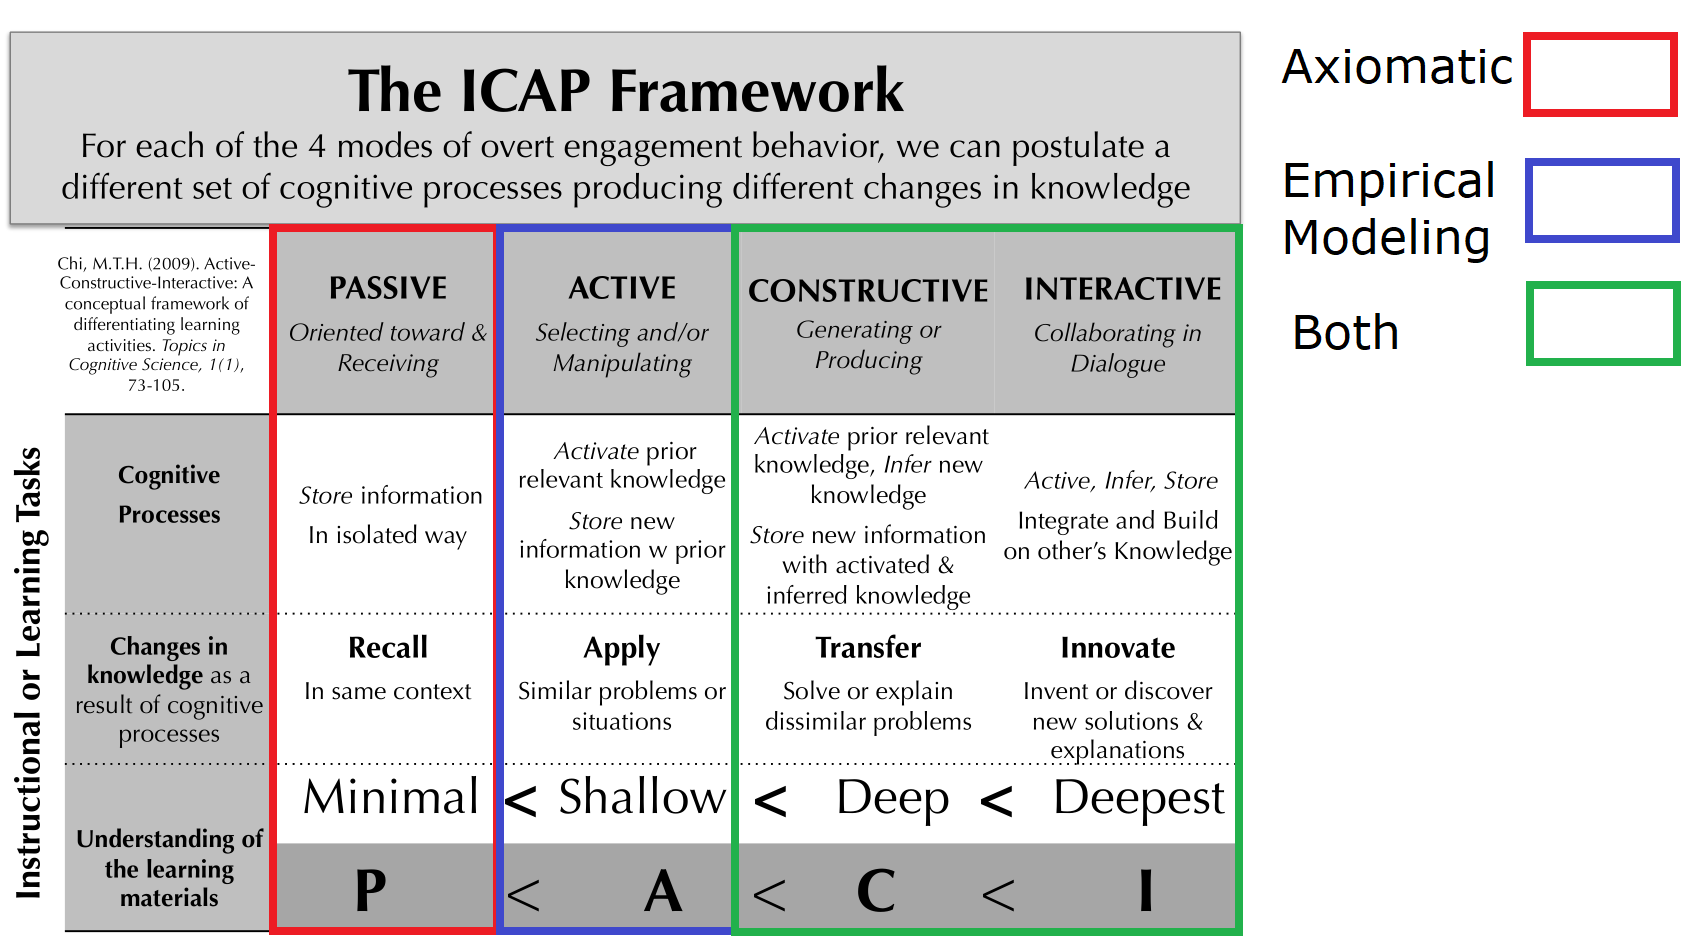 The ICAP Framework
For each of the 4 modes of overt engagement behavior, we can postulate a
different set of cognitive processes producing different changes in knowledge
Axiomatic
Empirical
Modeling
Both
Chi, M.T.H. (2009). Active-
Constructive-Interactive: A
conceptual framework of
differentiating learning
activities. Topics in
Cognitive Science, 1(1),
73-105.
PASSIVE
Oriented toward &
Receiving
ACTIVE
Selecting and/or
Manipulating
CONSTRUCTIVE
Generating or
Producing
INTERACTIVE
Collaborating in
Dialogue
Instructional or Learning Tasks
Cognitive
Processes
Store information
In isolated way
Activate prior
relevant knowledge
Store new
information w prior
knowledge
Activate prior relevant
knowledge, Infer new
knowledge
Store new information
with activated &
inferred knowledge
Active, Infer, Store
Integrate and Build
on other's Knowledge
Changes in
knowledge as a
result of cognitive
processes
Recall
In same context
Apply
Similar problems or
situations
Transfer
Solve or explain
dissimilar problems
Innovate
Invent or discover
new solutions &
explanations
Understanding of
the learning
materials
Minimal < Shallow < Deep < Deepest
P < A < C < I